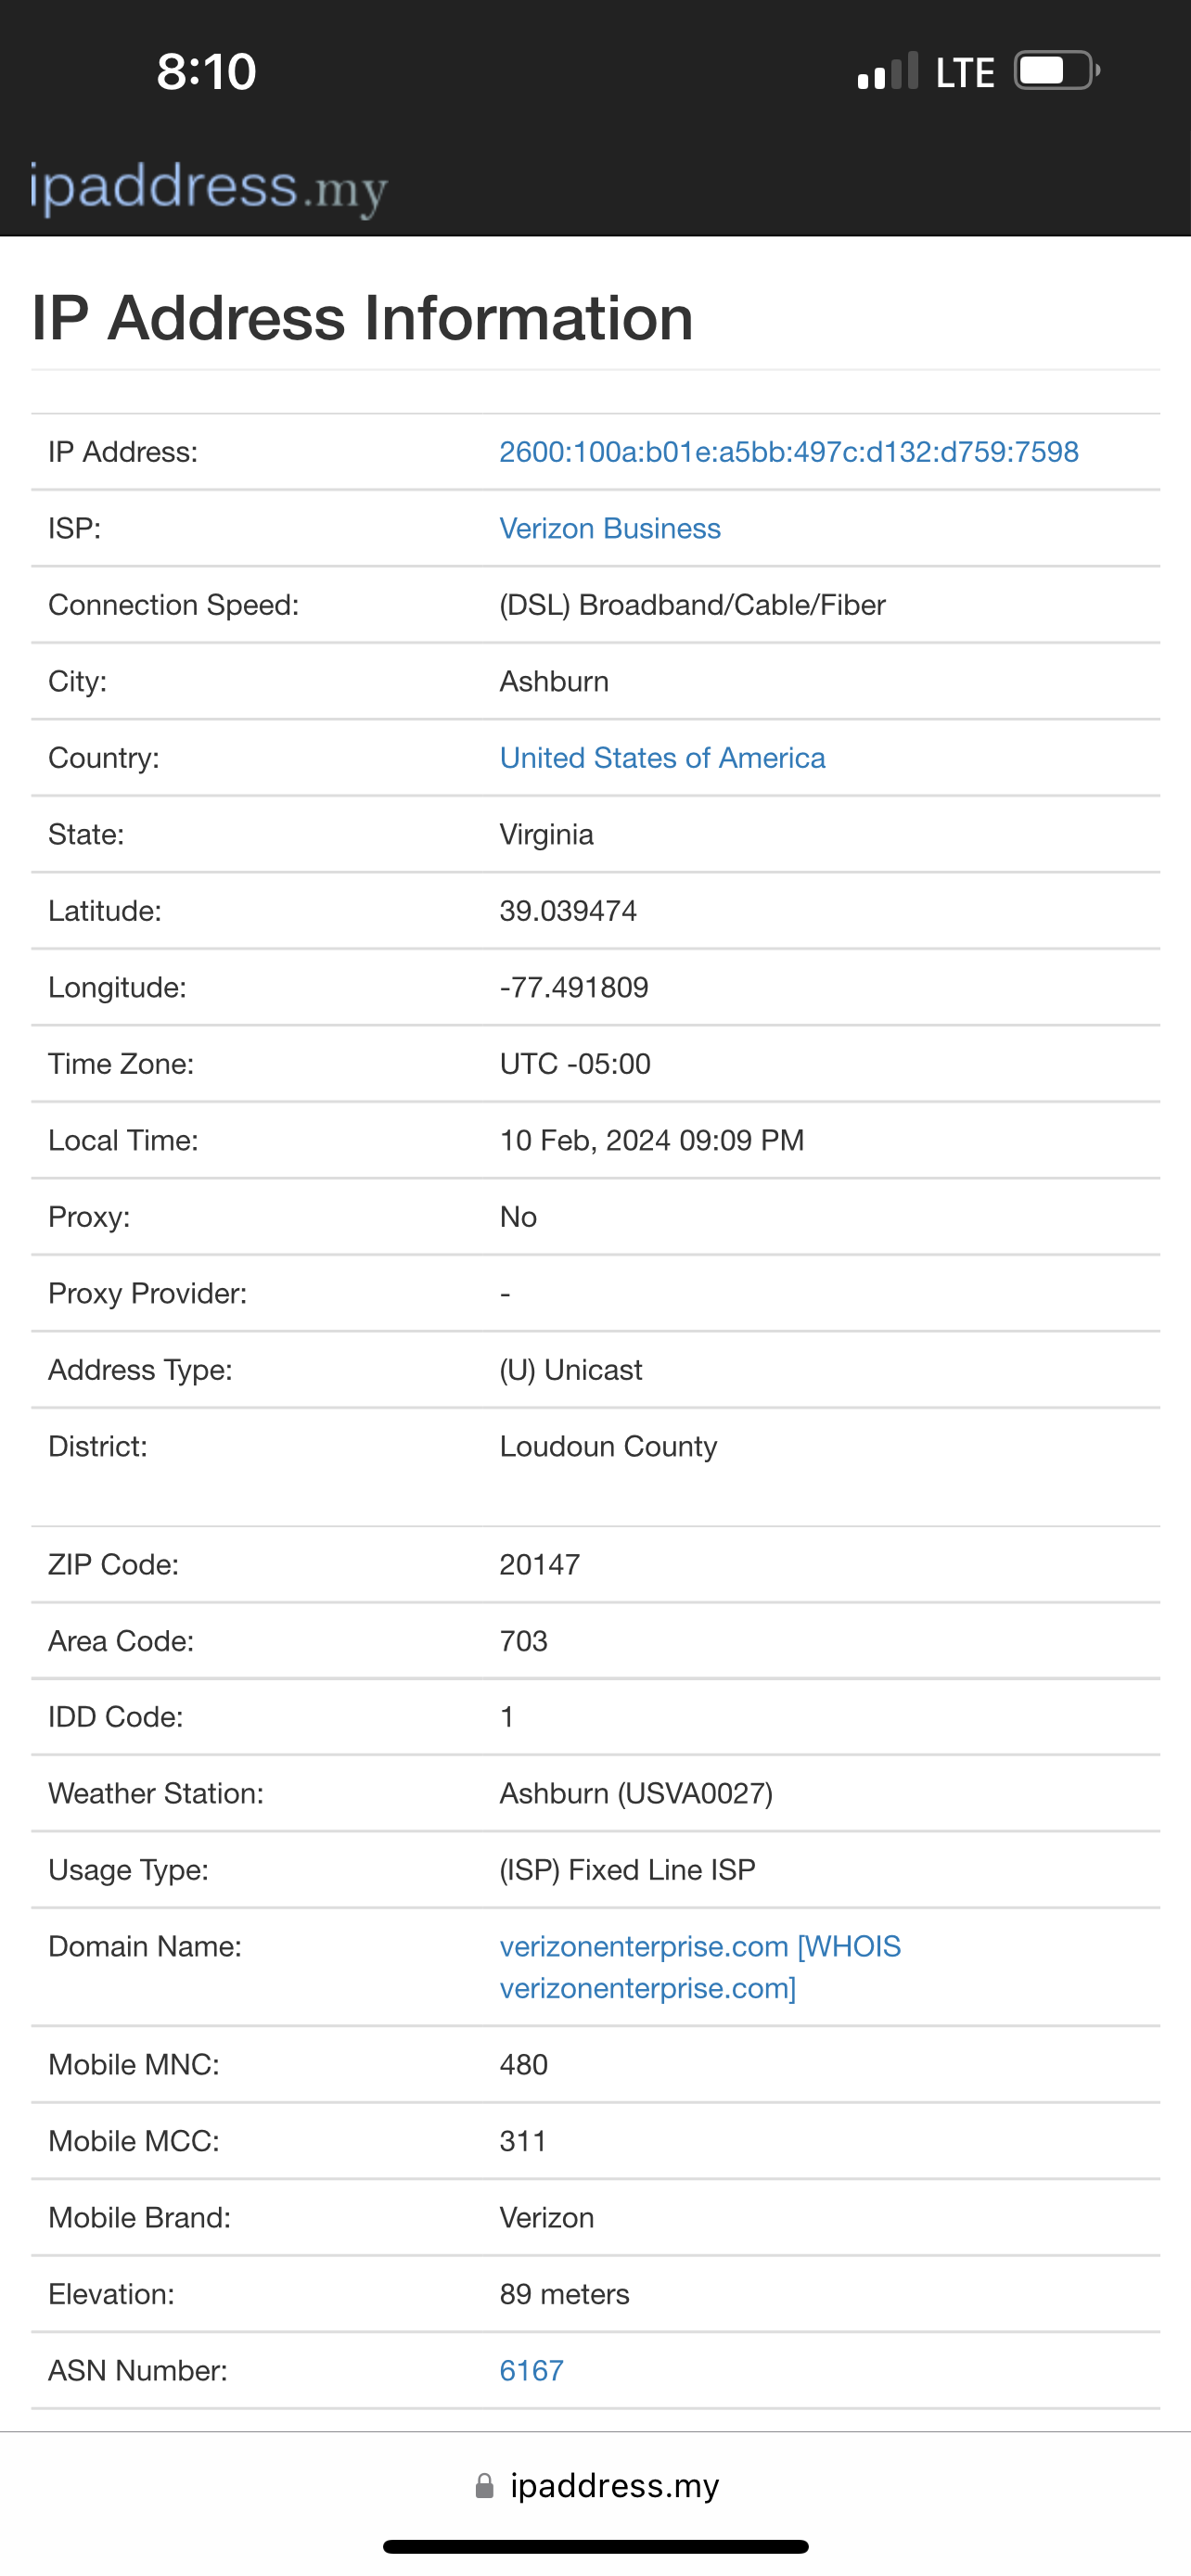 8:10 LTE
ipaddress.my
IP Address Information
IP Address: 2600:100a:b01e:a5bb:497c:d132:d759:7598
ISP: Verizon Business
Connection Speed: (DSL) Broadband/Cable/Fiber
City: Ashburn
Country: United States of America
State: Virginia
Latitude: 39.039474
Longitude: -77.491809
Time Zone: UTC -05:00
Local Time: 10 Feb, 2024 09:09 PM
Proxy: No
Proxy Provider: -
Address Type: (U) Unicast
District: Loudoun County
ZIP Code: 20147
Area Code: 703
IDD Code: 1
Weather Station: Ashburn (USVA0027)
Usage Type: (ISP) Fixed Line ISP
Domain Name: verizonenterprise.com [WHOIS
verizonenterprise.com]
Mobile MNC: 480
Mobile MCC: 311
Mobile Brand: Verizon
Elevation: 89 meters
ASN Number: 6167
ipaddress.my